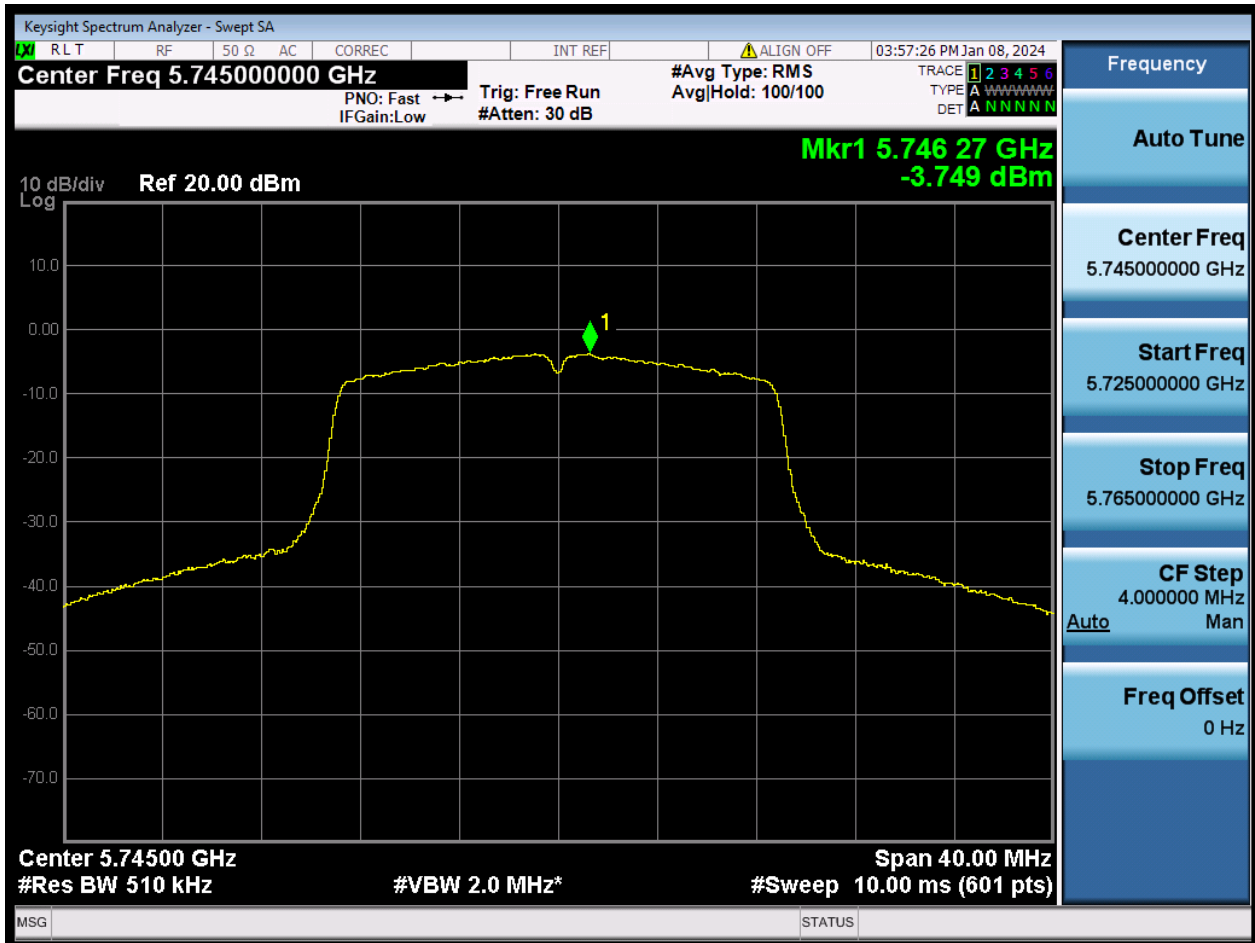 Keysight Spectrum Analyzer - Swept SA
LXI RLT RF 50 Ω AC CORREC INT REF ALIGN OFF 03:57:26 PM Jan 08, 2024
Center Freq 5.745000000 GHz
PNO: Fast
IFGain:Low
Trig: Free Run
#Atten: 30 dB
#Avg Type: RMS
Avg|Hold: 100/100
TRACE 1 2 3 4 5 6
TYPE A WWWWW
DET A N N N N N
Mkr1 5.746 27 GHz
-3.749 dBm
10 dB/div Ref 20.00 dBm
Log
10.0
0.00
1
-10.0
-20.0
-30.0
-40.0
-50.0
-60.0
-70.0
Center 5.74500 GHz Span 40.00 MHz
#Res BW 510 kHz #VBW 2.0 MHz* #Sweep 10.00 ms (601 pts)
MSG STATUS
Frequency
Auto Tune
Center Freq
5.745000000 GHz
Start Freq
5.725000000 GHz
Stop Freq
5.765000000 GHz
CF Step
4.000000 MHz
Auto Man
Freq Offset
0 Hz